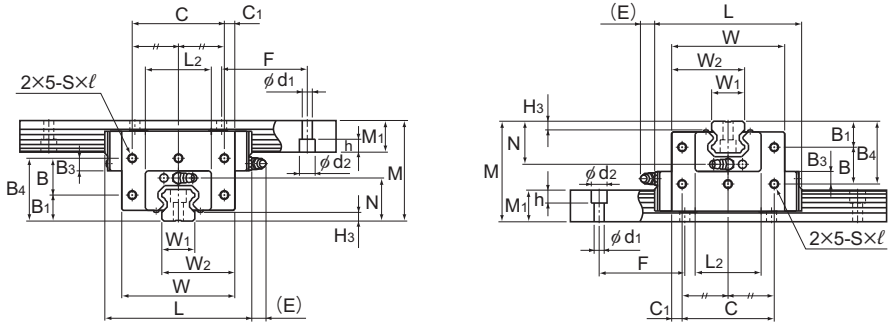 C C1
L2 F
φd1
2×5-S×ℓ
h M1
M
φd2
B4 B B3
B1
N
H3
W1
W2
W
L (E)
(E) L
W
W2
W1
H3
N
M
B1
B4
B3
φd2
M1 h
φd1
2×5-S×ℓ
F L2
C1 C